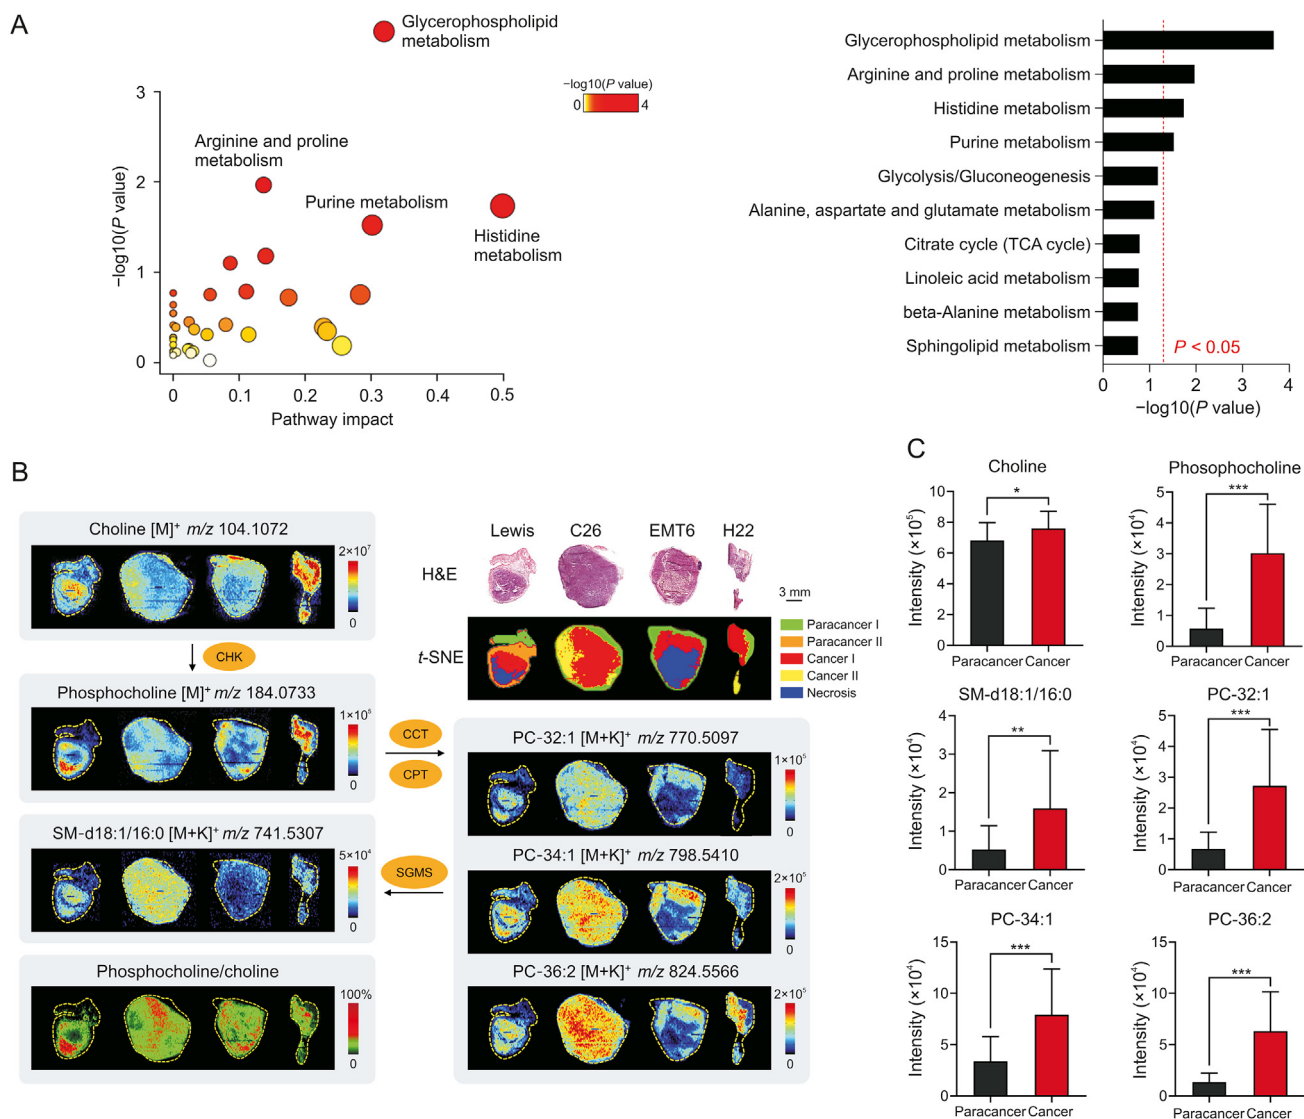 A
Glycerophospholipid
metabolism
−log10(P value)
0
4
3
2
1
0
−log10(P value)
Arginine and proline
metabolism
Purine metabolism
Histidine
metabolism
0
0.1
0.2
0.3
0.4
0.5
Pathway impact
Glycerophospholipid metabolism
Arginine and proline metabolism
Histidine metabolism
Purine metabolism
Glycolysis/Gluconeogenesis
Alanine, aspartate and glutamate metabolism
Citrate cycle (TCA cycle)
Linoleic acid metabolism
beta-Alanine metabolism
Sphingolipid metabolism
P < 0.05
0
1
2
3
4
−log10(P value)
B
Choline [M]+ m/z 104.1072
2×10⁷
0
CHK
Phosphocholine [M]+ m/z 184.0733
1×10⁵
0
SM-d18:1/16:0 [M+K]+ m/z 741.5307
5×10⁴
0
Phosphocholine/choline
100%
0
Lewis
C26
EMT6
H22
H&E
3 mm
t-SNE
Paracancer I
Paracancer II
Cancer I
Cancer II
Necrosis
CCT
CPT
SGMS
PC-32:1 [M+K]+ m/z 770.5097
1×10⁵
0
PC-34:1 [M+K]+ m/z 798.5410
2×10⁵
0
PC-36:2 [M+K]+ m/z 824.5566
2×10⁵
0
C
Choline
Intensity (×10⁵)
10
8
6
4
2
0
*
Paracancer Cancer
Phosophocholine
Intensity (×10⁴)
5
4
3
2
1
0
***
Paracancer Cancer
SM-d18:1/16:0
Intensity (×10⁴)
4
3
2
1
0
**
Paracancer Cancer
PC-32:1
Intensity (×10⁴)
5
4
3
2
1
0
***
Paracancer Cancer
PC-34:1
Intensity (×10⁴)
15
10
5
0
***
Paracancer Cancer
PC-36:2
Intensity (×10⁴)
15
10
5
0
***
Paracancer Cancer